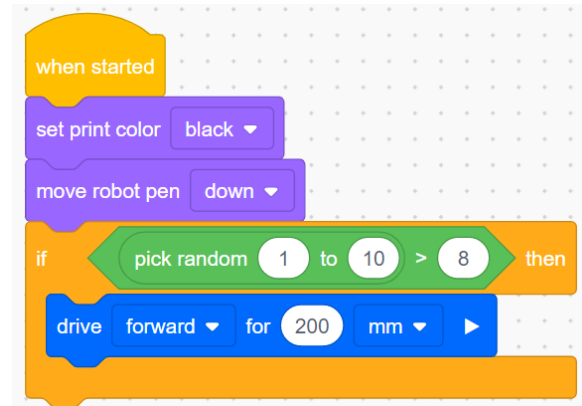 when started
set print color black
move robot pen down
if pick random 1 to 10 > 8 then
drive forward for 200 mm